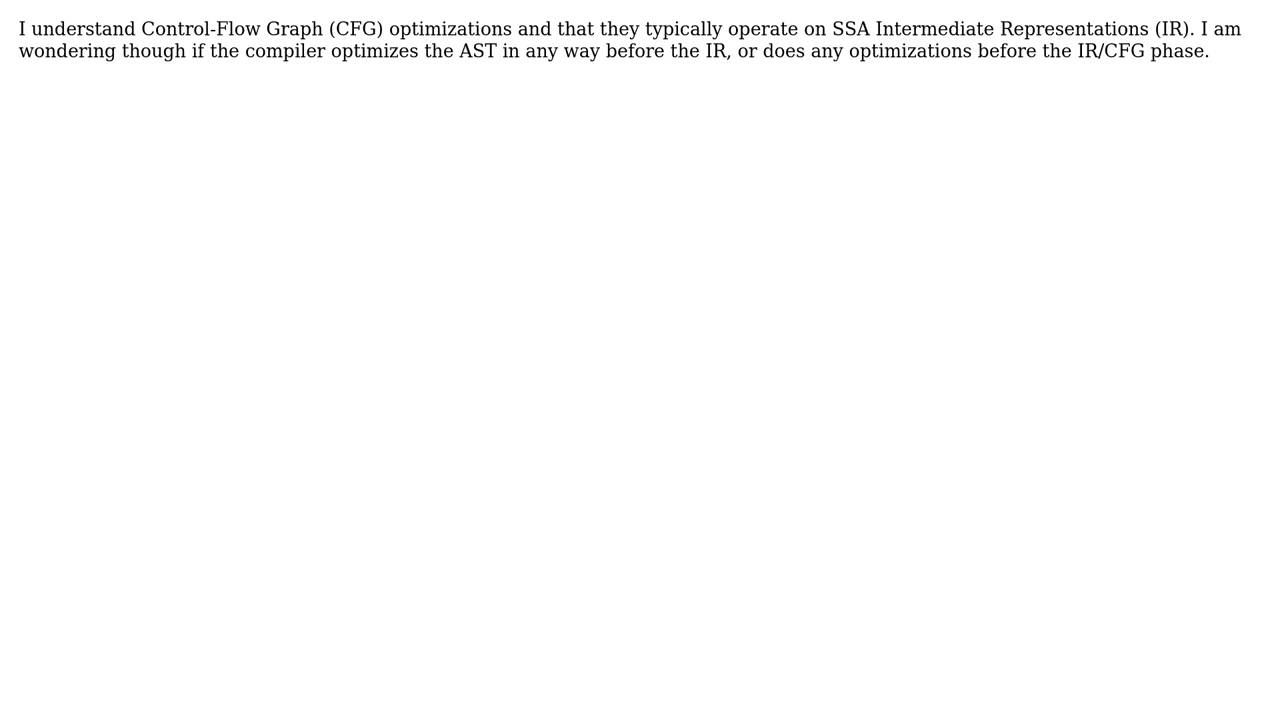 I understand Control-Flow Graph (CFG) optimizations and that they typically operate on SSA Intermediate Representations (IR). I am
wondering though if the compiler optimizes the AST in any way before the IR, or does any optimizations before the IR/CFG phase.